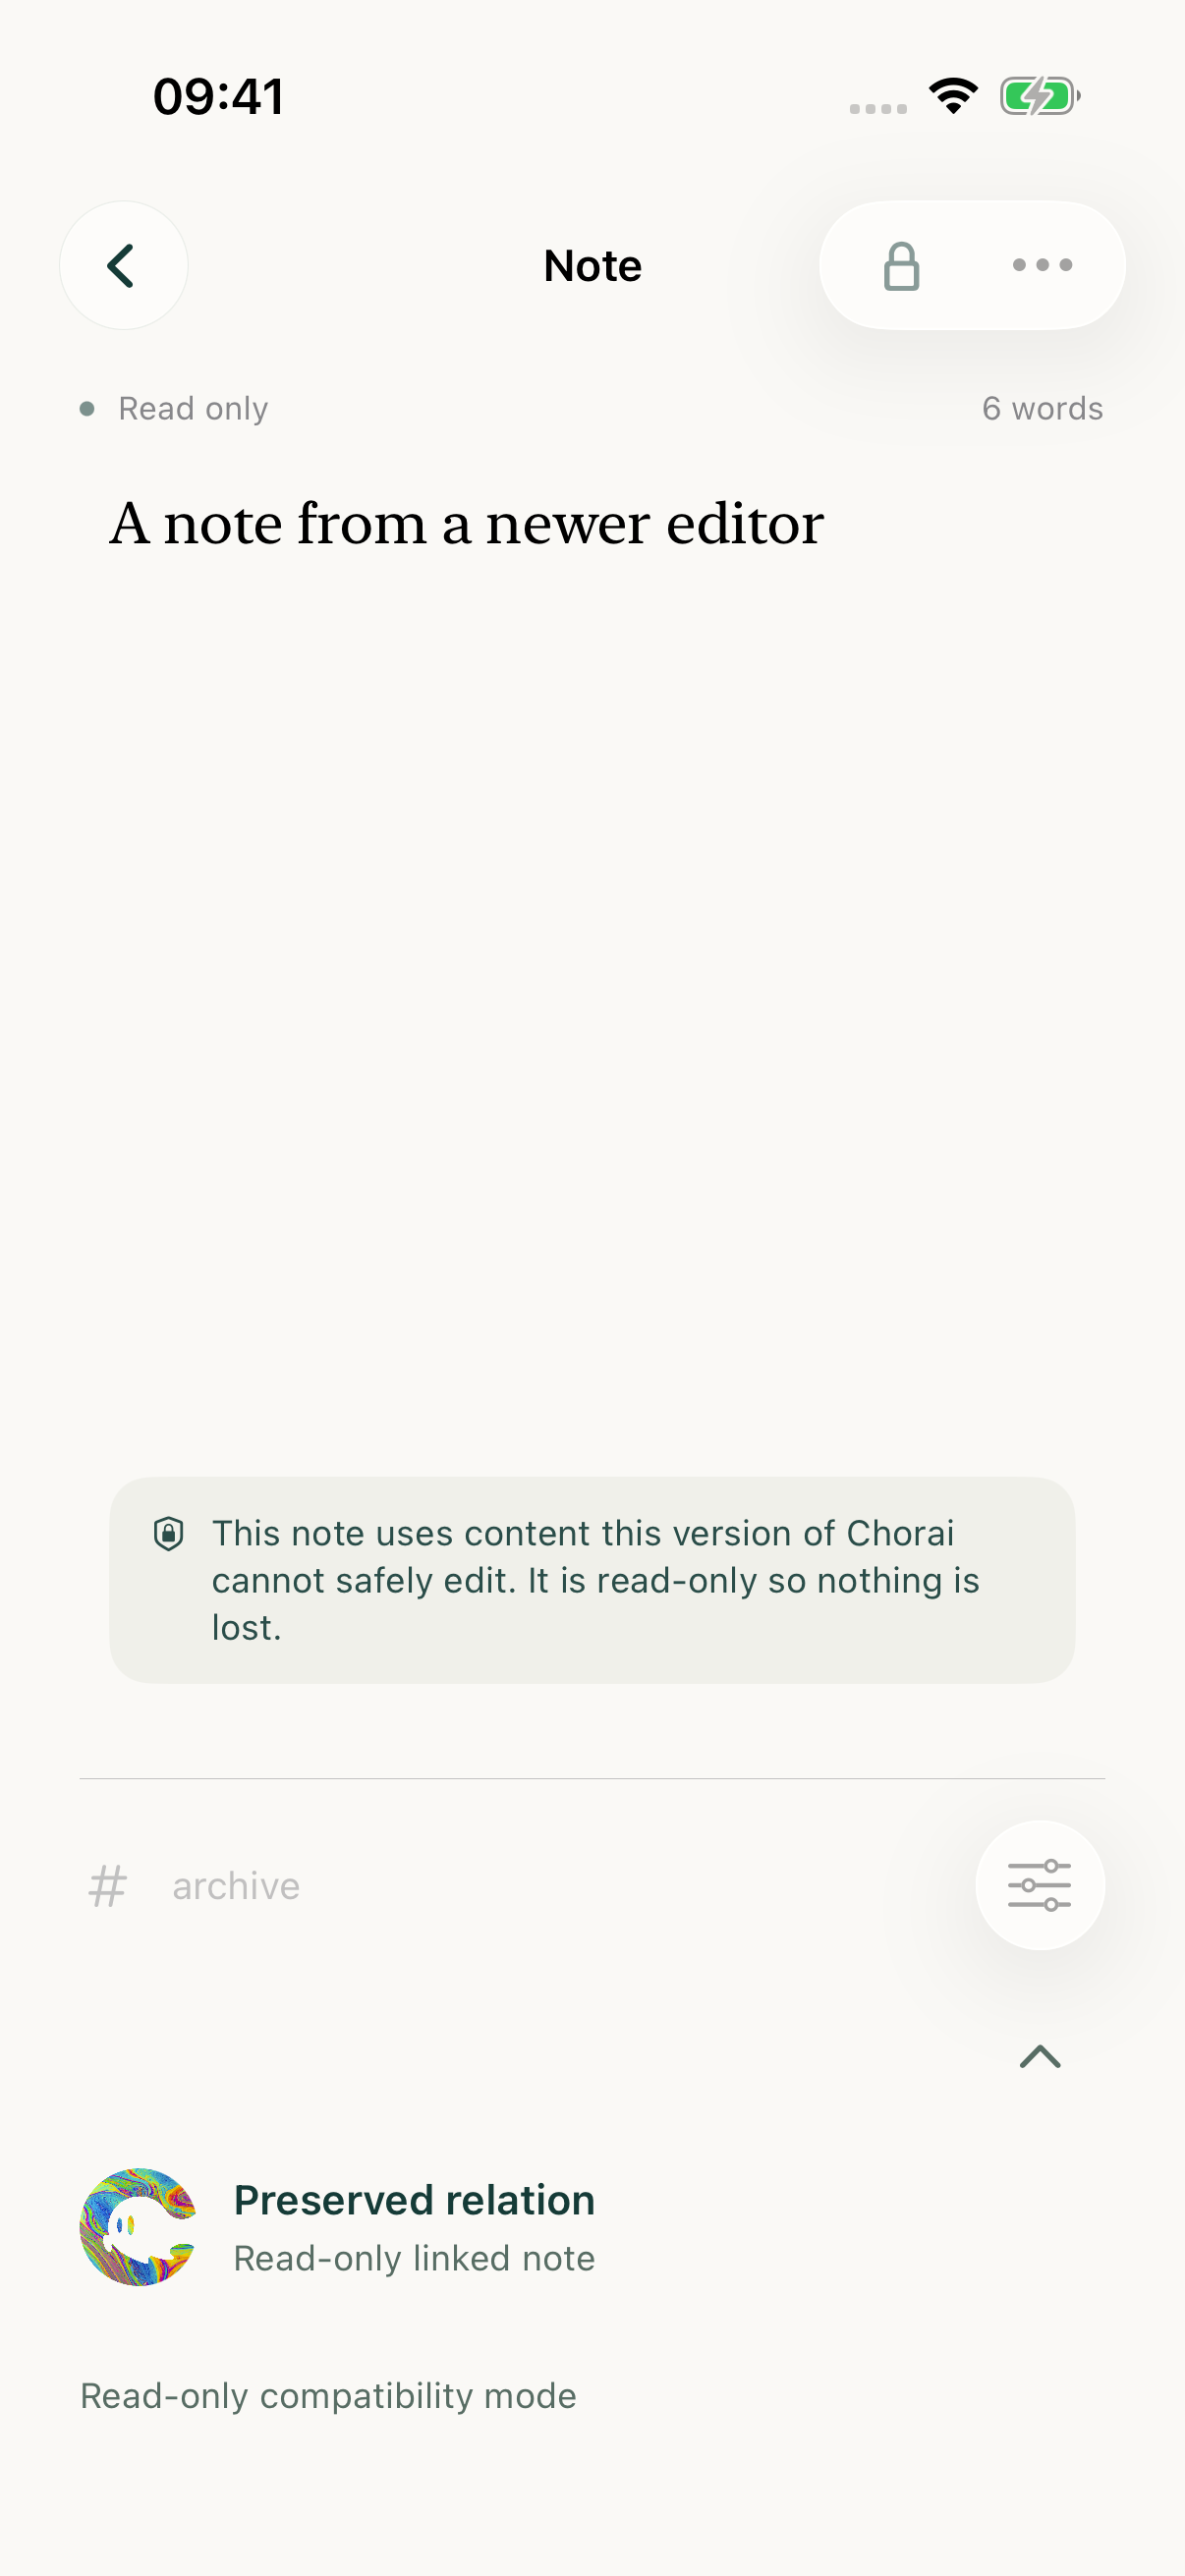 09:41
Note
Read only
6 words
A note from a newer editor
This note uses content this version of Chorai
cannot safely edit. It is read-only so nothing is
lost.
# archive
Preserved relation
Read-only linked note
Read-only compatibility mode